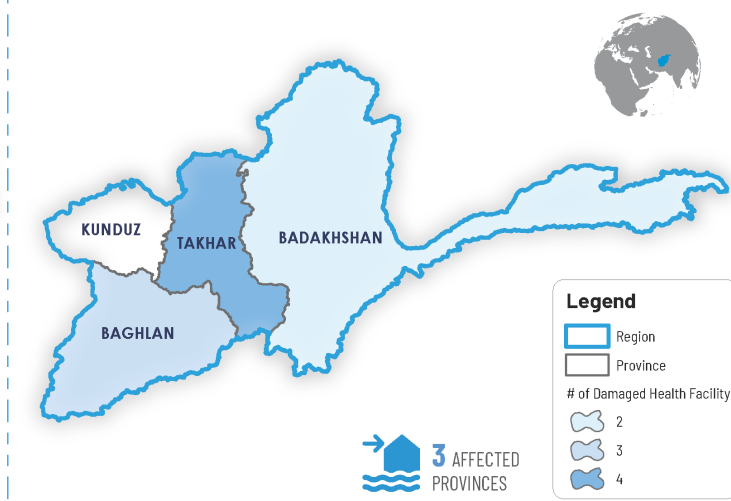 KUNDUZ
TAKHAR
BADAKHSHAN
BAGHLAN
Legend
Region
Province
# of Damaged Health Facility
2
3
4
3 AFFECTED
PROVINCES